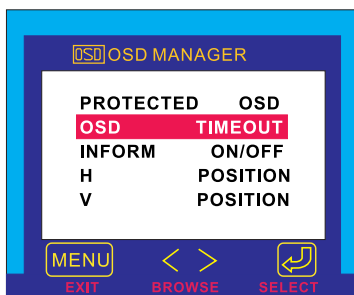 OSD OSD MANAGER
PROTECTED OSD
OSD TIMEOUT
INFORM ON/OFF
H POSITION
V POSITION
MENU < >
EXIT BROWSE SELECT